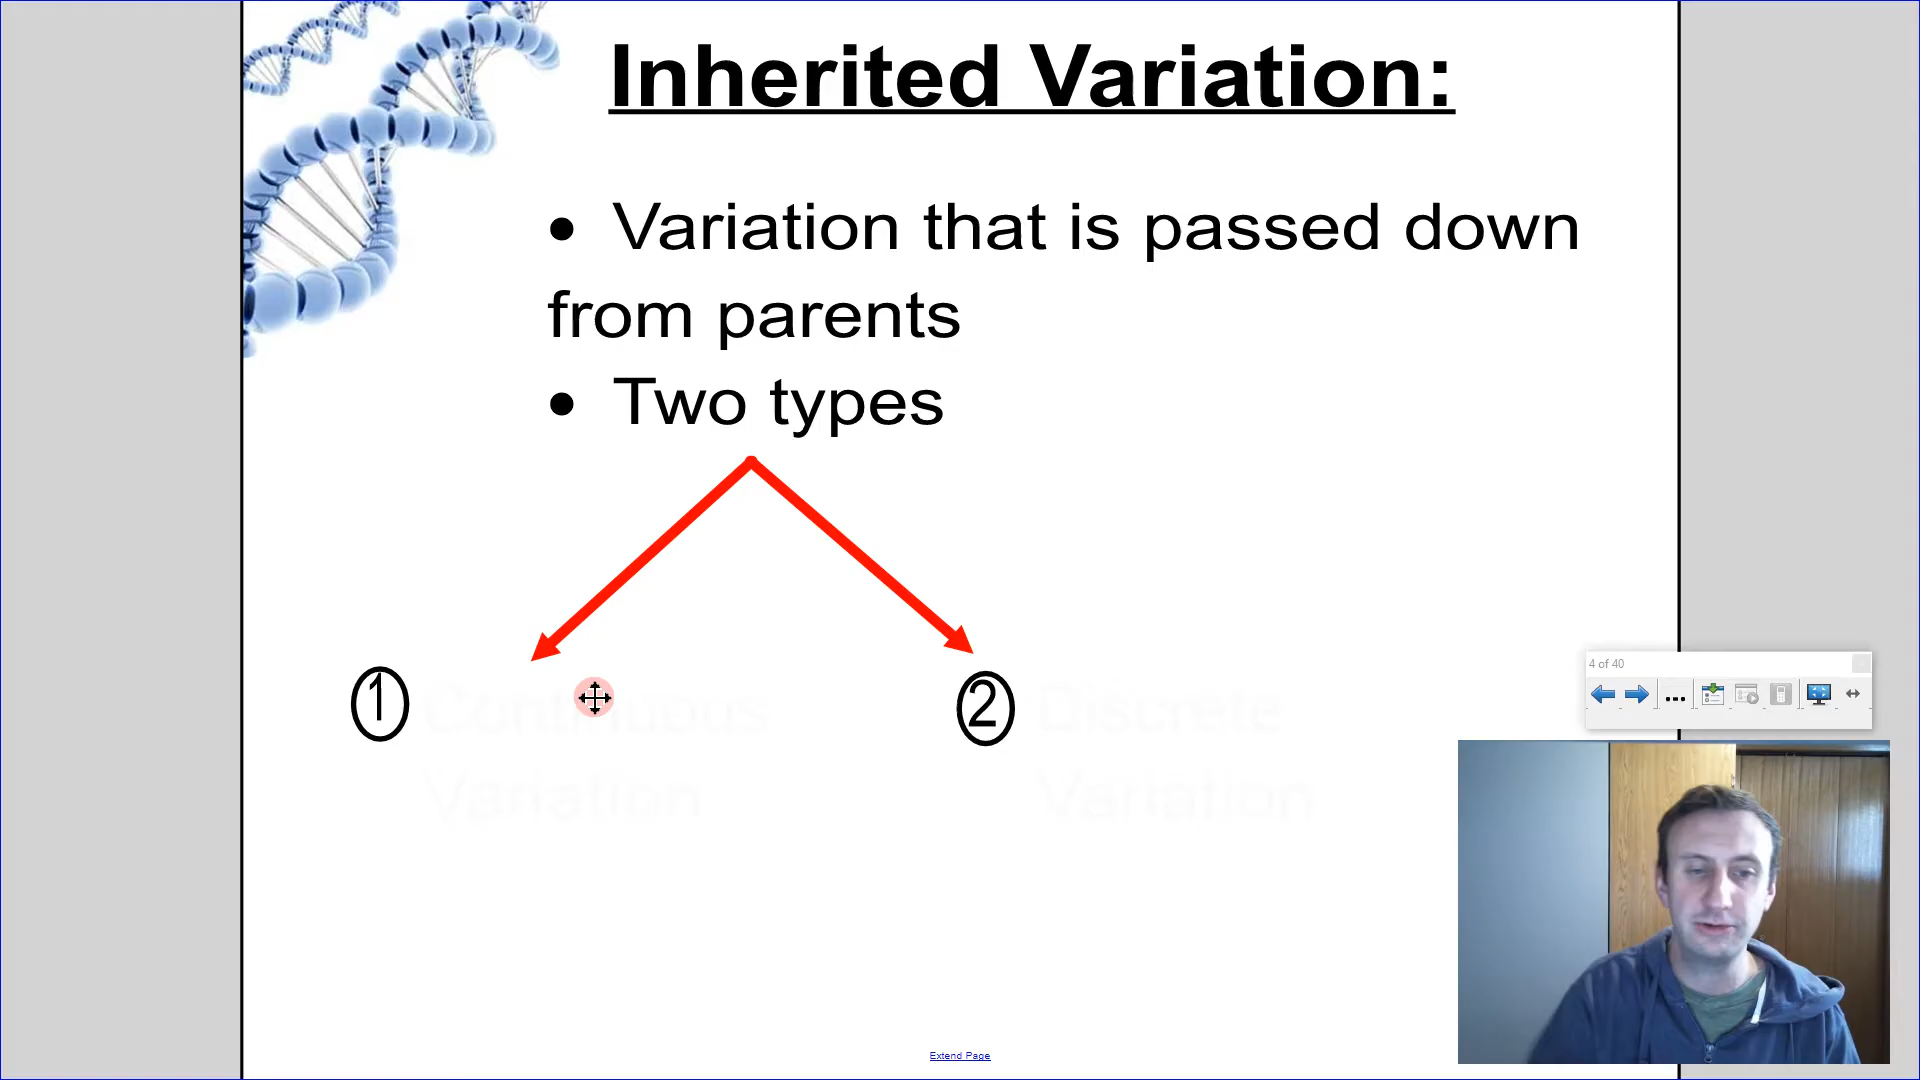 Inherited Variation:
• Variation that is passed down
from parents
• Two types
1 Continuous
Variation
2 Discrete
Variation
4 of 40
Extend Page